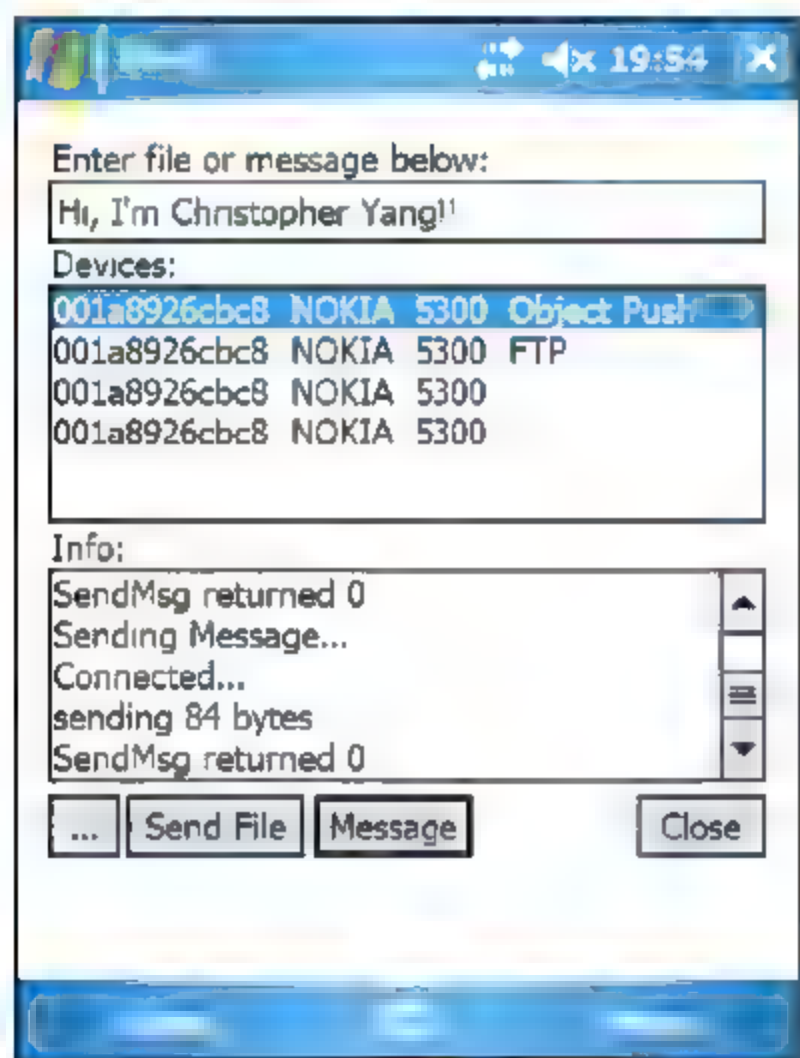 19:54
Enter file or message below:
Hi, I'm Christopher Yang!!
Devices:
001a8926cbc8 NOKIA 5300 Object Push
001a8926cbc8 NOKIA 5300 FTP
001a8926cbc8 NOKIA 5300
001a8926cbc8 NOKIA 5300
Info:
SendMsg returned 0
Sending Message...
Connected...
sending 84 bytes
SendMsg returned 0
... Send File Message Close